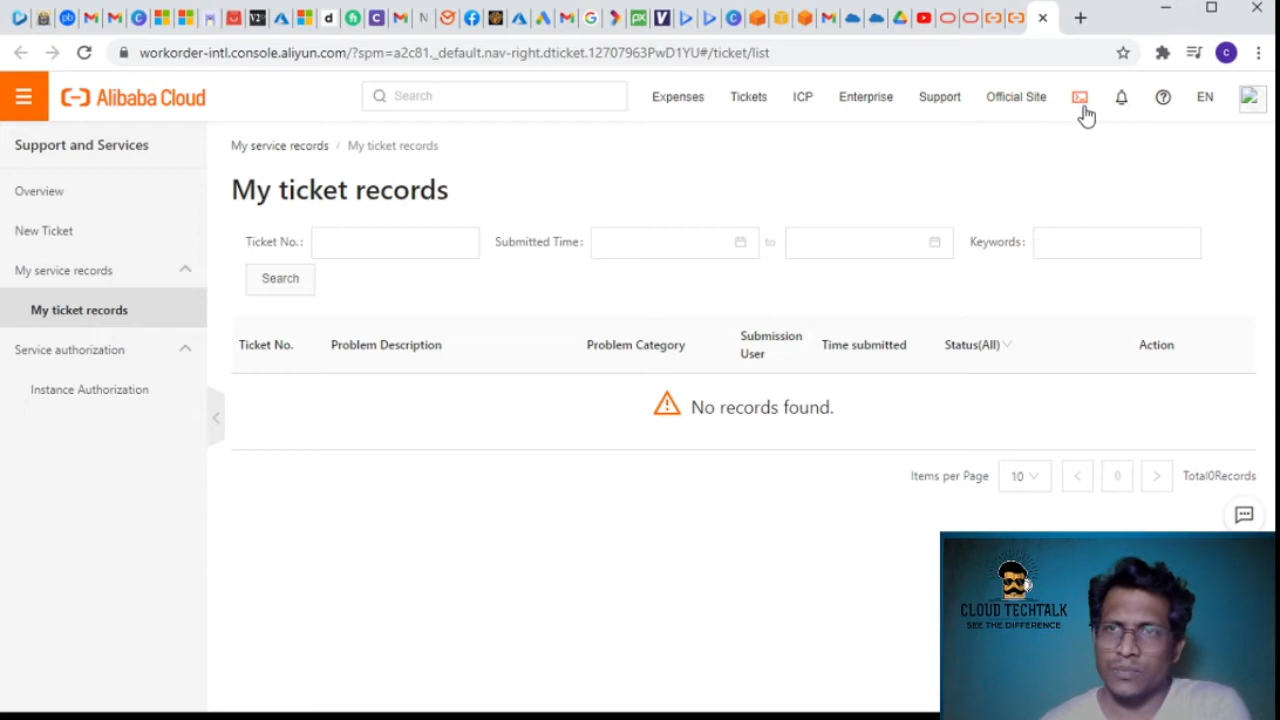 workorder-intl.console.aliyun.com/?spm=a2c81._default.nav-right.dticket.12707963PwD1YU#/ticket/list
Alibaba Cloud
Search
Expenses Tickets ICP Enterprise Support Official Site EN
Support and Services
Overview
New Ticket
My service records
My ticket records
Service authorization
Instance Authorization
My service records / My ticket records
My ticket records
Ticket No. : Submitted Time : to Keywords :
Search
Ticket No. Problem Description Problem Category Submission User Time submitted Status(All) Action
No records found.
Items per Page 10 < 0 > Total0Records
CLOUD TECHTALK
SEE THE DIFFERENCE